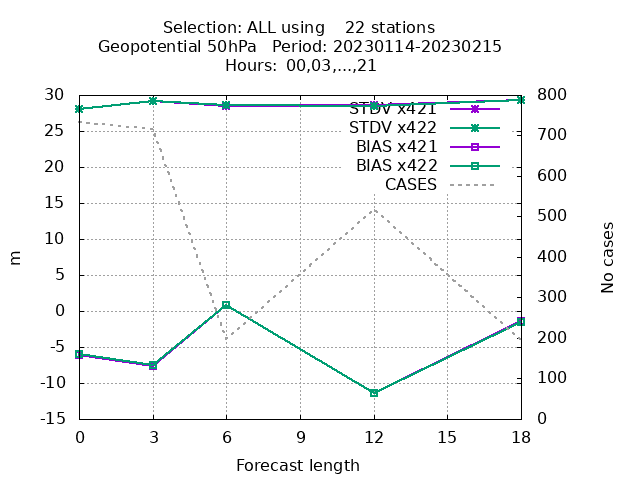 Selection: ALL using    22 stations
Geopotential 50hPa   Period: 20230114-20230215
Hours: 00,03,...,21
30
25
20
15
10
5
0
-5
-10
-15
m
800
700
600
500
400
300
200
100
0
No cases
STDV x421
STDV x422
BIAS x421
BIAS x422
CASES
0 3 6 9 12 15 18
Forecast length